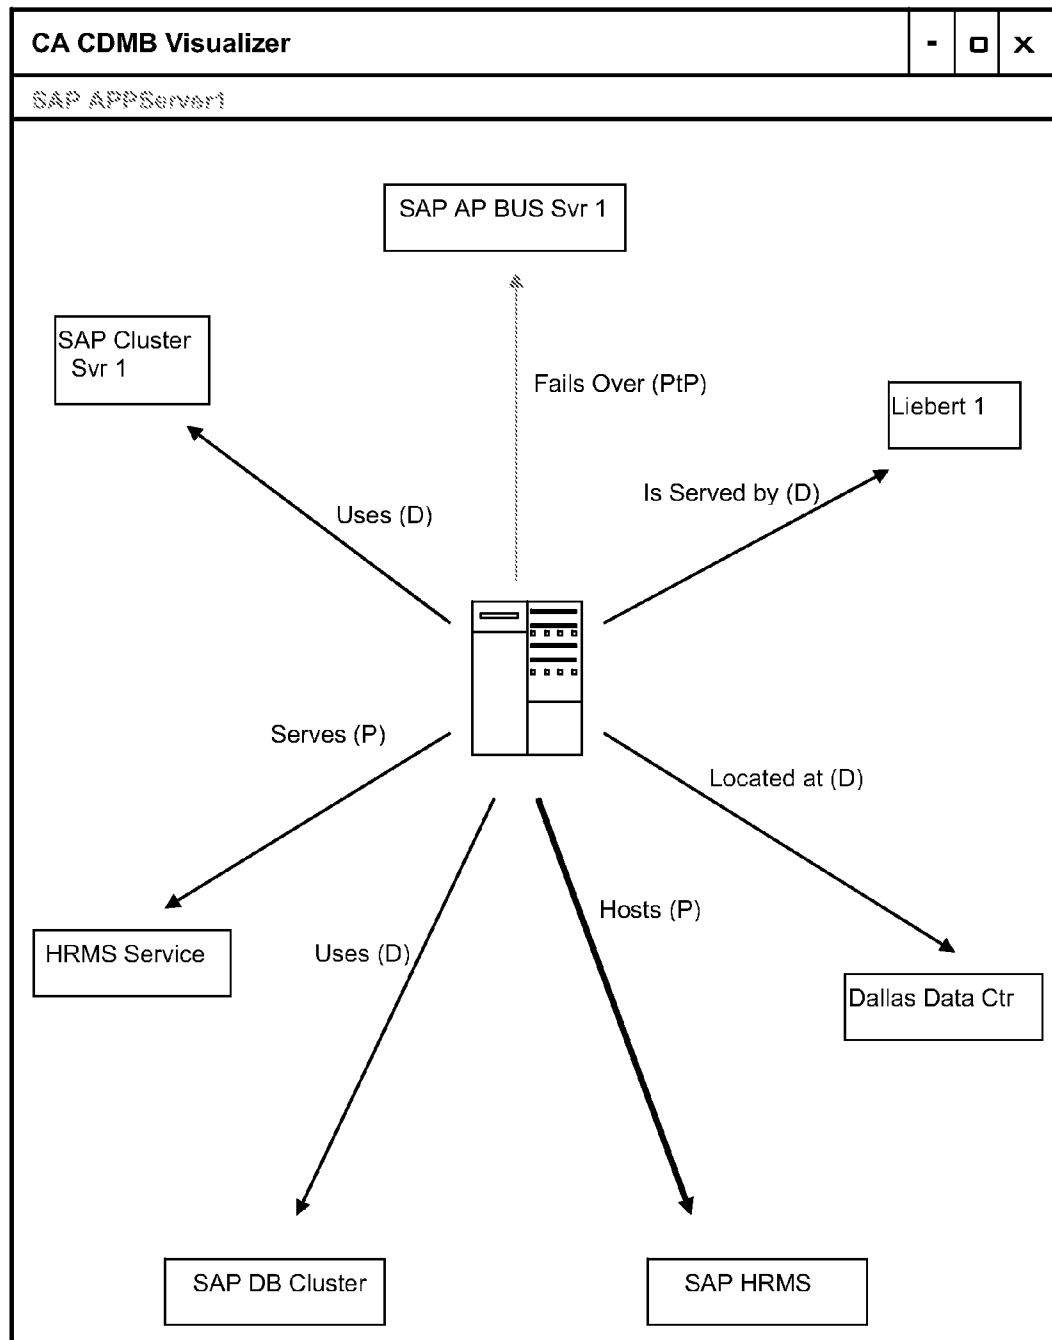 CA CDMB Visualizer
- X
SAP APPServer1
SAP AP BUS Svr 1
SAP Cluster
Svr 1
Fails Over (PtP)
Liebert 1
Is Served by (D)
Uses (D)
Serves (P)
Located at (D)
Hosts (P)
HRMS Service
Uses (D)
Dallas Data Ctr
SAP DB Cluster
SAP HRMS